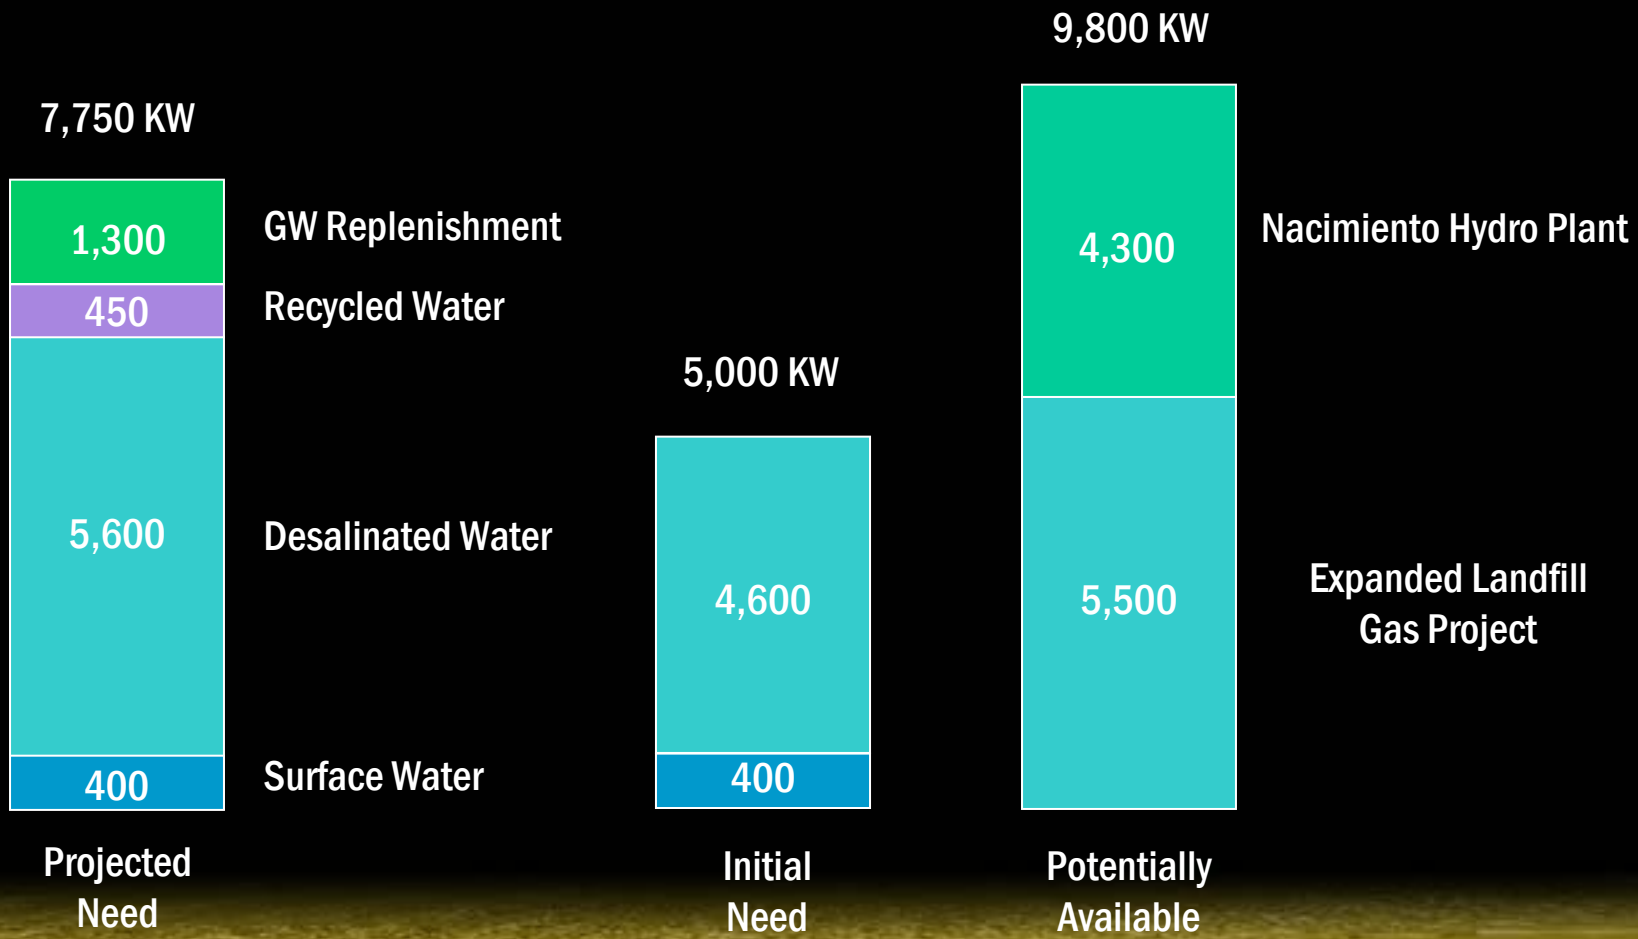 7,750 KW
1,300
450
5,600
400
GW Replenishment
Recycled Water
Desalinated Water
Surface Water
Projected
Need
5,000 KW
4,600
400
Initial
Need
9,800 KW
4,300
5,500
Nacimiento Hydro Plant
Expanded Landfill
Gas Project
Potentially
Available